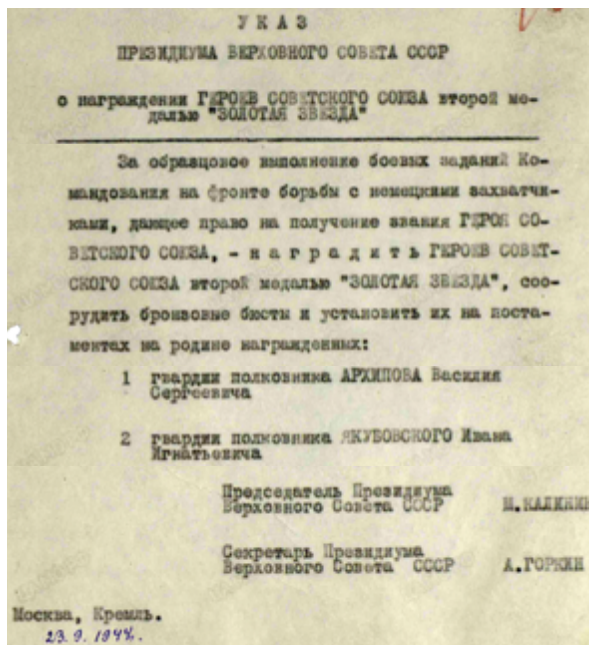 У К А З
ПРЕЗИДИУМА ВЕРХОВНОГО СОВЕТА СССР
о награждении ГЕРОЕВ СОВЕТСКОГО СОЮЗА второй ме-
далью "ЗОЛОТАЯ ЗВЕЗДА"
За образцовое выполнение боевых заданий Ко-
мандования на фронте борьбы с немецкими захватчи-
ками, дающее право на получение звания ГЕРОЯ СО-
ВЕТСКОГО СОЮЗА, - н а г р а д и т ь ГЕРОЕВ СОВЕТ-
СКОГО СОЮЗА второй медалью "ЗОЛОТАЯ ЗВЕЗДА", соо-
рудить бронзовые бюсты и установить их на поста-
ментах на родине награжденных:
1 гвардии полковника АРХИПОВА Василия
Сергеевича
2 гвардии полковника ЯКУБОВСКОГО Ивана
Игнатьевича
Председатель Президиума
Верховного Совета СССР М.КАЛИНИН
Секретарь Президиума
Верховного Совета СССР А.ГОРКИН
Москва, Кремль.
23.9.1944.